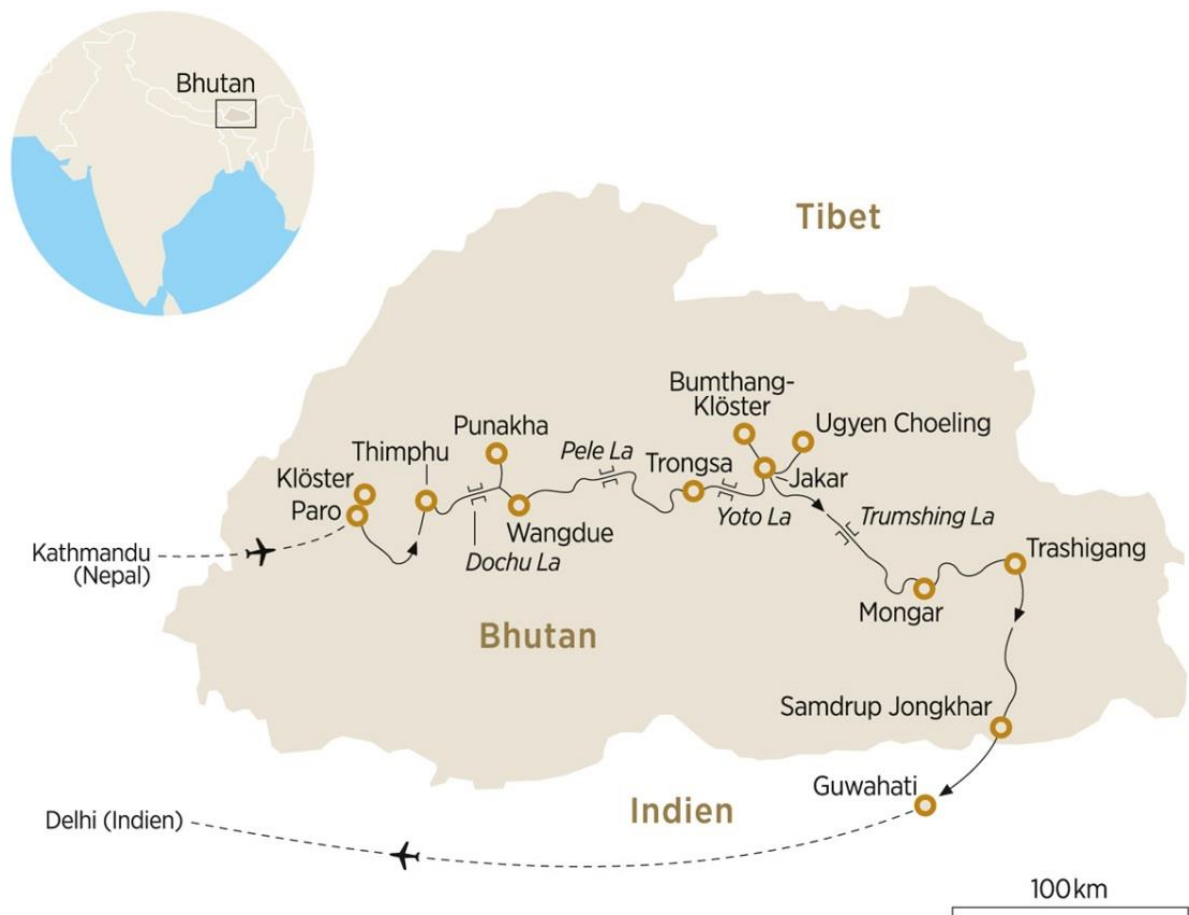 Bhutan
Tibet
Bumthang-
Klöster
Ugyen Choeling
Punakha
Pele La
Thimphu
Trongsa
Jakar
Klöster
Paro
Wangdue
Yoto La
Trumshing La
Kathmandu
(Nepal)
Dochu La
Trashigang
Mongar
Bhutan
Samdrup Jongkhar
Guwahati
Indien
Delhi (Indien)
100 km